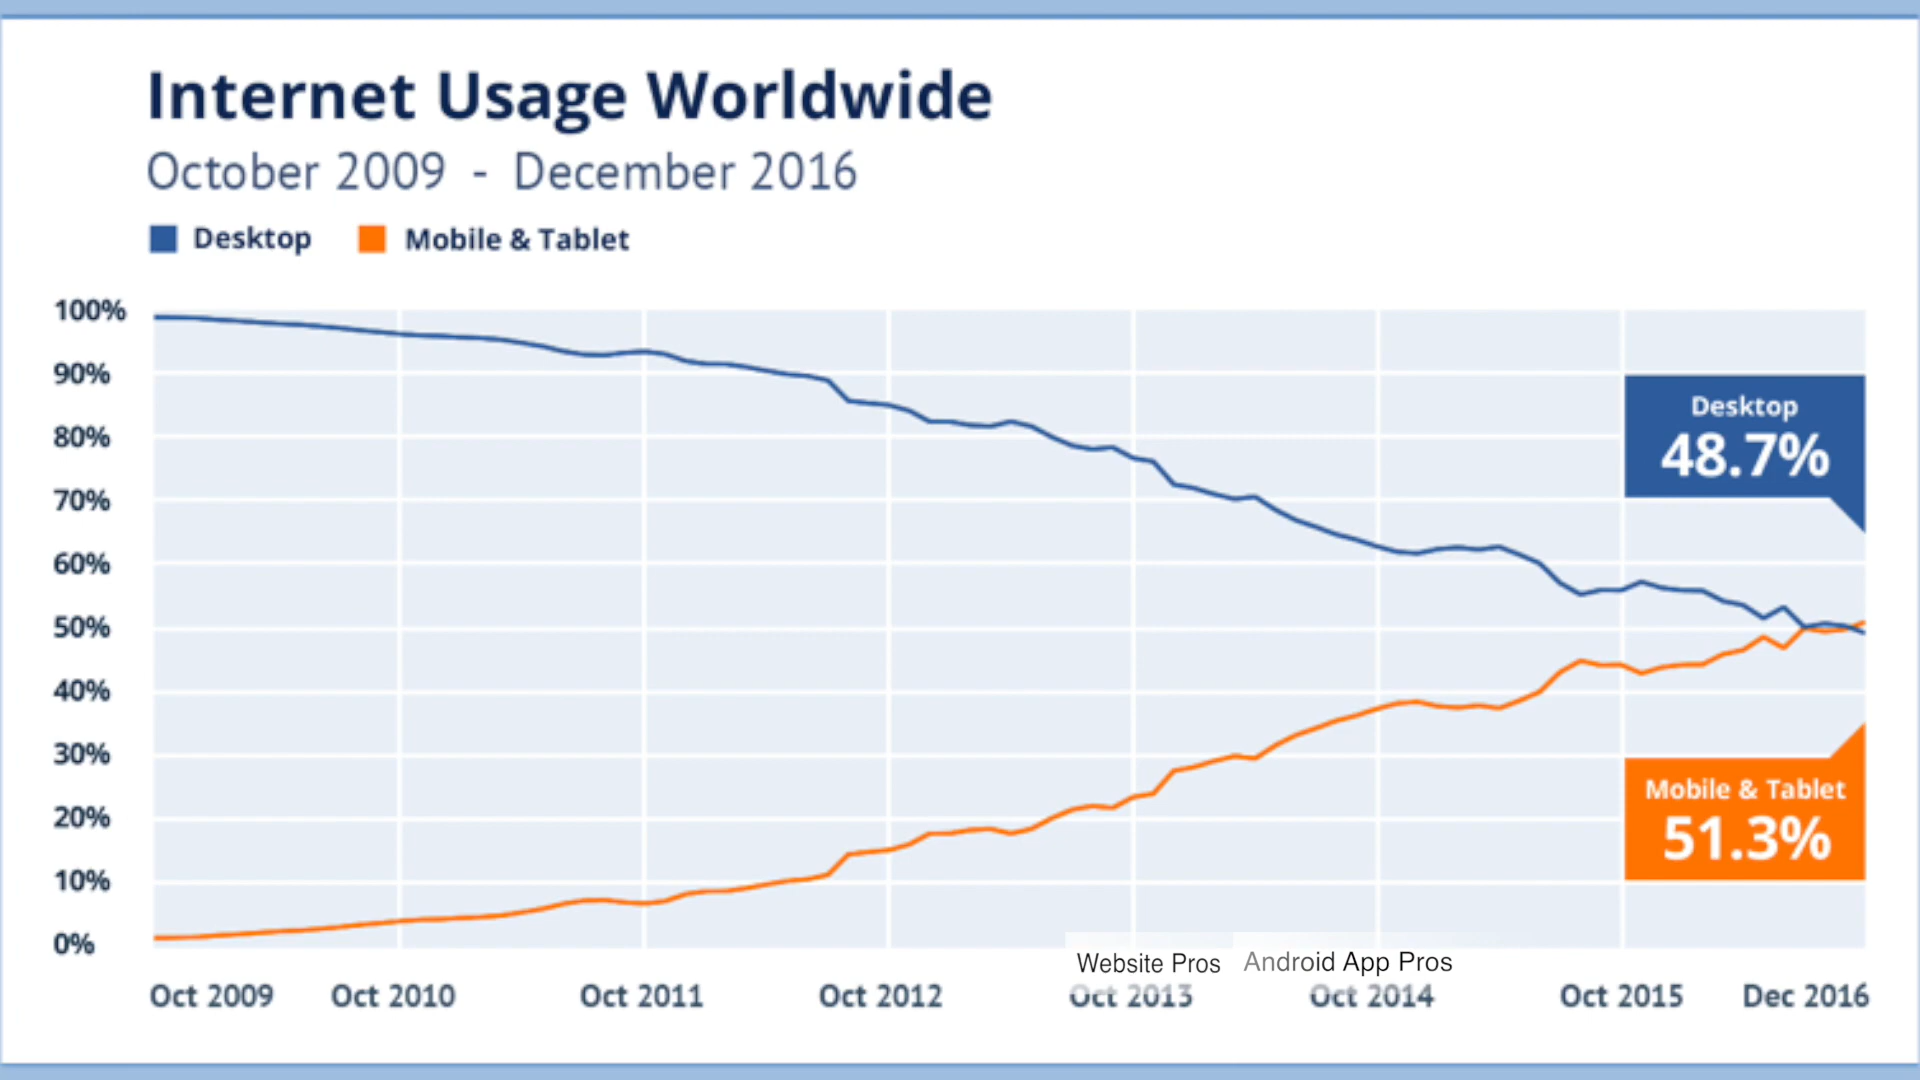 Internet Usage Worldwide
October 2009 - December 2016
Desktop Mobile & Tablet
100%
90%
80%
70%
60%
50%
40%
30%
20%
10%
0%
Desktop
48.7%
Mobile & Tablet
51.3%
Website Pros Android App Pros
Oct 2009 Oct 2010 Oct 2011 Oct 2012 Oct 2013 Oct 2014 Oct 2015 Dec 2016